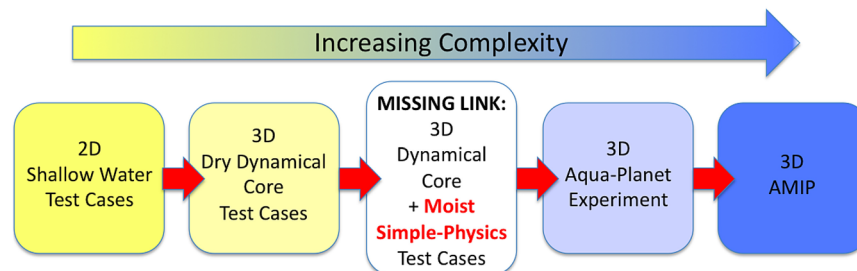 Increasing Complexity
2D
Shallow Water
Test Cases
3D
Dry Dynamical
Core
Test Cases
MISSING LINK:
3D
Dynamical
Core
+ Moist
Simple-Physics
Test Cases
3D
Aqua-Planet
Experiment
3D
AMIP